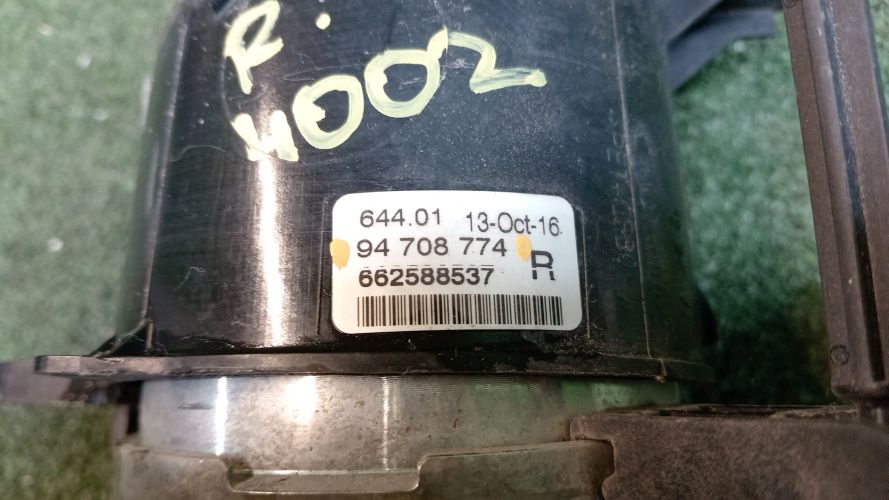 R.
4002
644.01 13-Oct-16
94 708 774 R
662588537